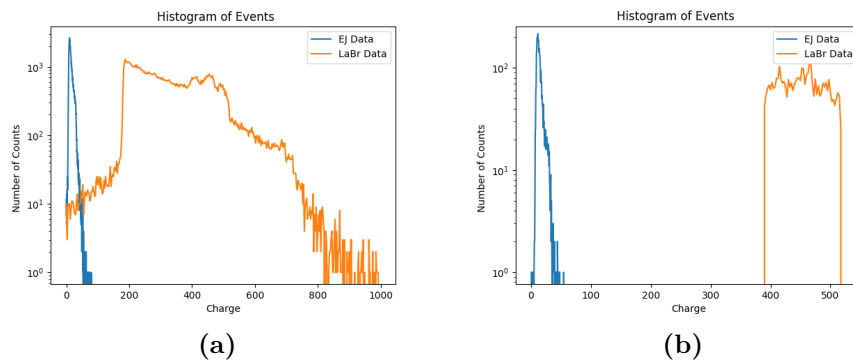 Histogram of Events
EJ Data
LaBr Data
10³
10²
10¹
10⁰
Number of Counts
0
200
400
600
800
1000
Charge
(a)
Histogram of Events
EJ Data
LaBr Data
10²
10¹
10⁰
Number of Counts
0
100
200
300
400
500
Charge
(b)